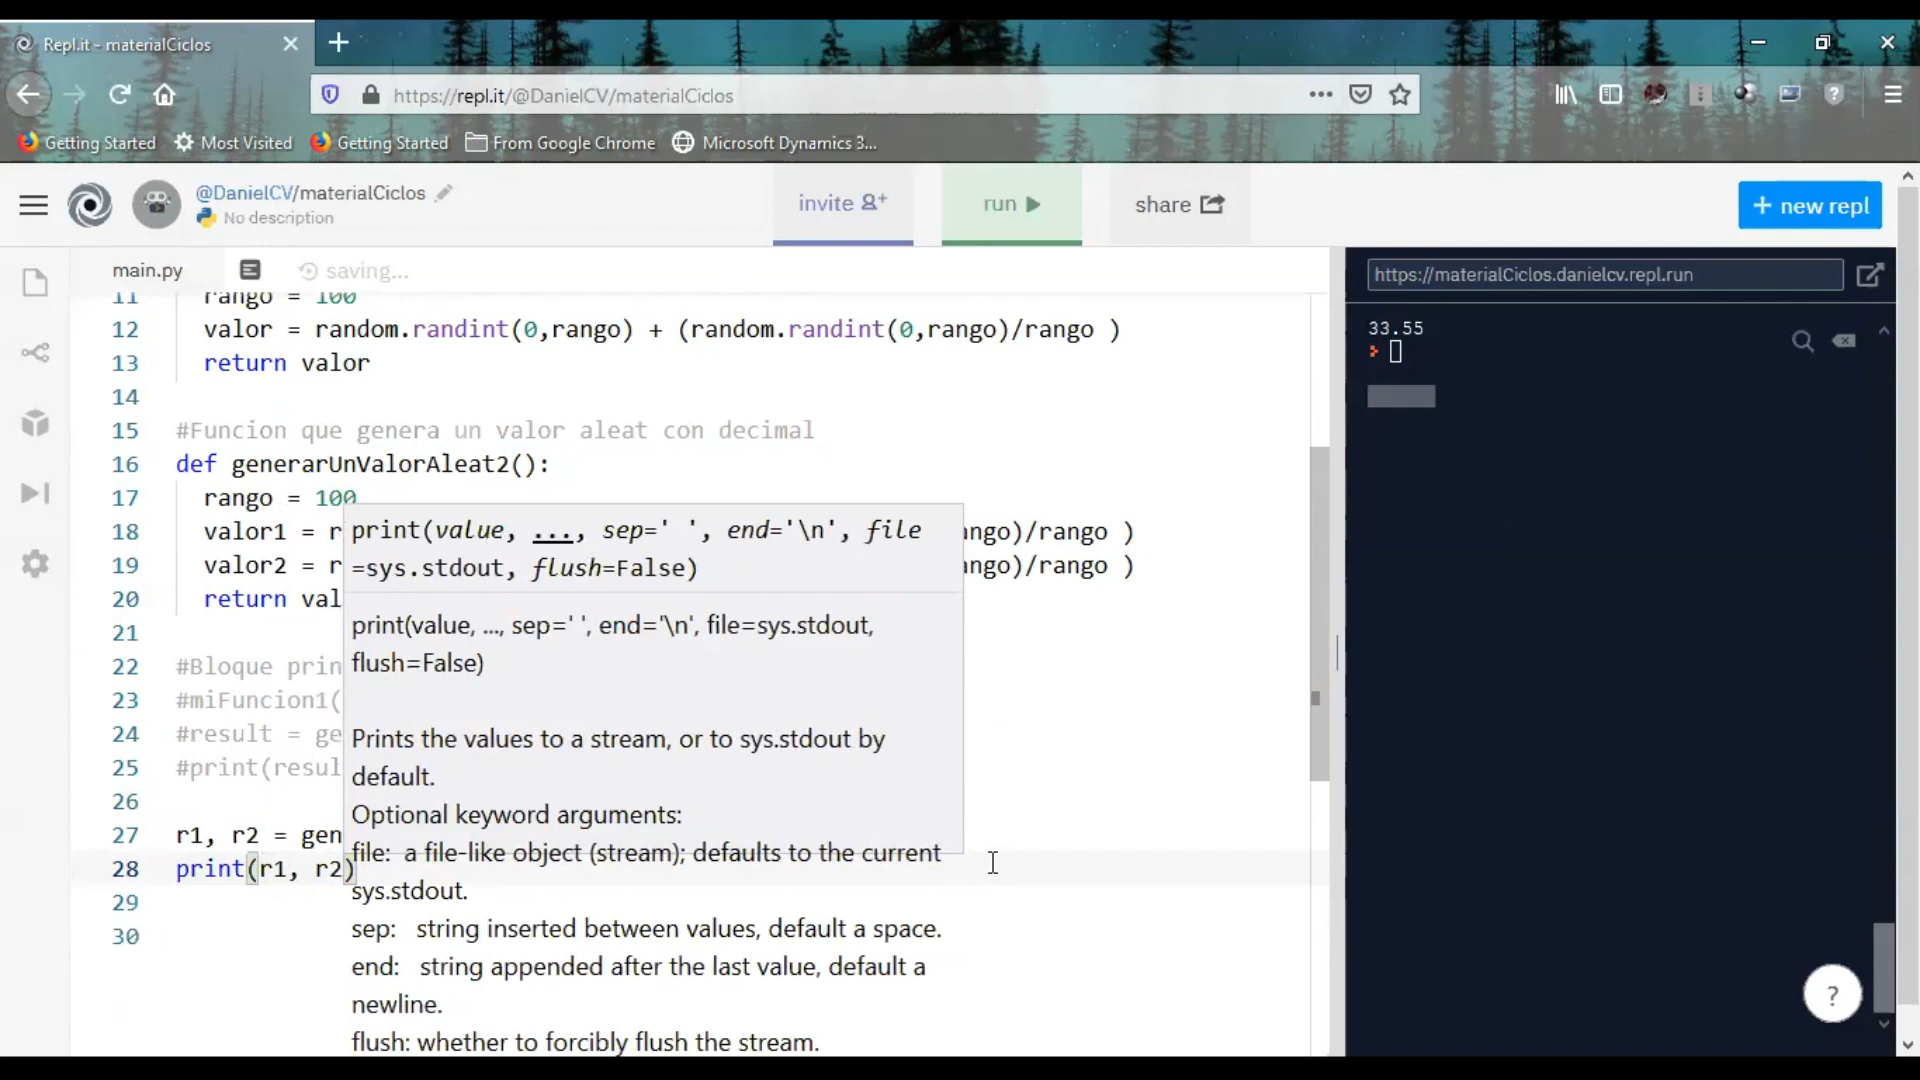 Repl.it - materialCiclos
https://repl.it/@DanielCV/materialCiclos
Getting Started
Most Visited
Getting Started
From Google Chrome
Microsoft Dynamics 3...
@DanielCV/materialCiclos
No description
invite
run
share
+ new repl
main.py
saving...
https://materialCiclos.danielcv.repl.run
33.55
11 rango = 100
12 valor = random.randint(0,rango) + (random.randint(0,rango)/rango )
13 return valor
14
15 #Funcion que genera un valor aleat con decimal
16 def generarUnValorAleat2():
17 rango = 100
18 valor1 = r ango)/rango )
19 valor2 = r ango)/rango )
20 return val
21
22 #Bloque prin
23 #miFuncion1(
24 #result = ge
25 #print(resul
26
27 r1, r2 = gen
28 print(r1, r2)
29
30
print(value, ..., sep=' ', end='\n', file
=sys.stdout, flush=False)
print(value, ..., sep=' ', end='\n', file=sys.stdout,
flush=False)
Prints the values to a stream, or to sys.stdout by
default.
Optional keyword arguments:
file: a file-like object (stream); defaults to the current
sys.stdout.
sep: string inserted between values, default a space.
end: string appended after the last value, default a
newline.
flush: whether to forcibly flush the stream.
?